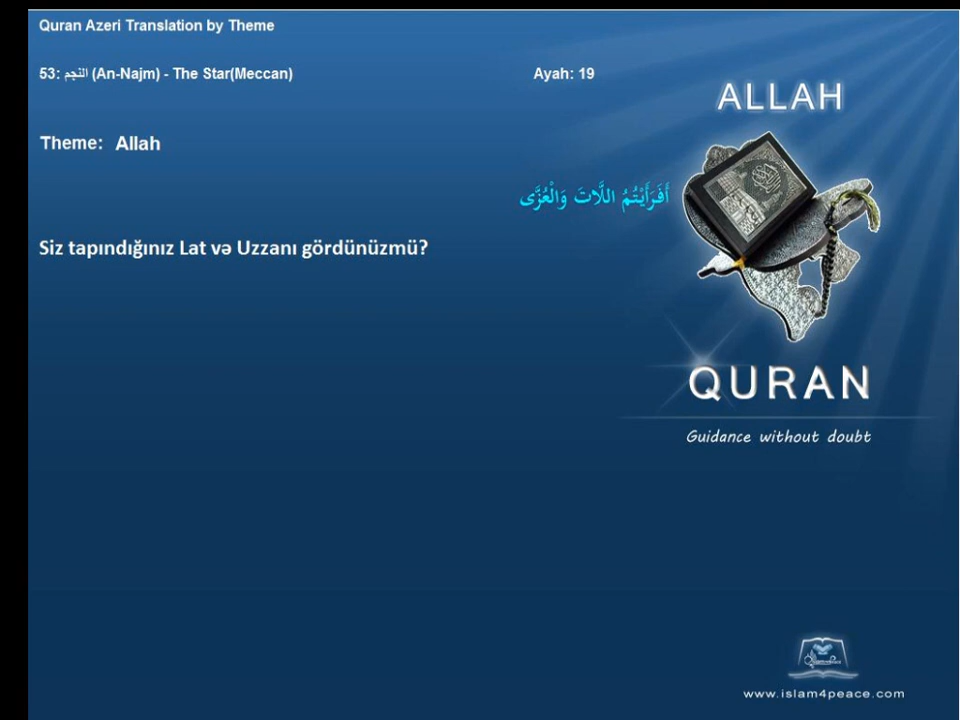 Quran Azeri Translation by Theme
53: النجم (An-Najm) - The Star(Meccan)
Ayah: 19
ALLAH
Theme: Allah
أَفَرَأَيْتُمُ اللَّاتَ وَالْعُزَّى
Siz tapındığınız Lat və Uzzanı gördünüzmü?
QURAN
Guidance without doubt
www.islam4peace.com